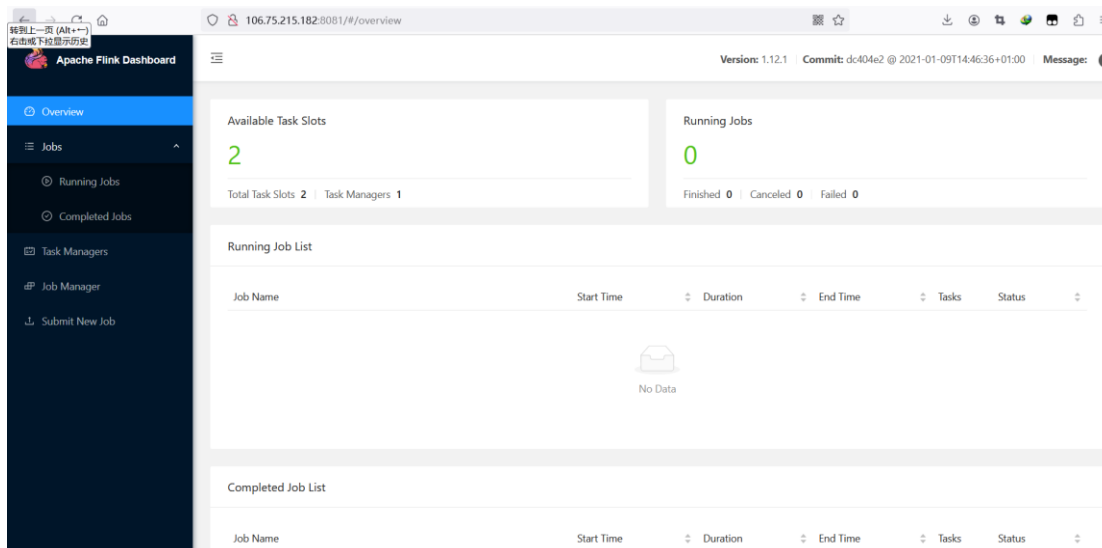 106.75.215.182:8081/#/overview
转到上一页 (Alt+←)
右击或下拉显示历史
Apache Flink Dashboard
Version: 1.12.1 Commit: dc404e2 @ 2021-01-09T14:46:36+01:00 Message:
Overview
Jobs
Running Jobs
Completed Jobs
Task Managers
Job Manager
Submit New Job
Available Task Slots
2
Total Task Slots 2 Task Managers 1
Running Jobs
0
Finished 0 Canceled 0 Failed 0
Running Job List
Job Name Start Time Duration End Time Tasks Status
No Data
Completed Job List
Job Name Start Time Duration End Time Tasks Status